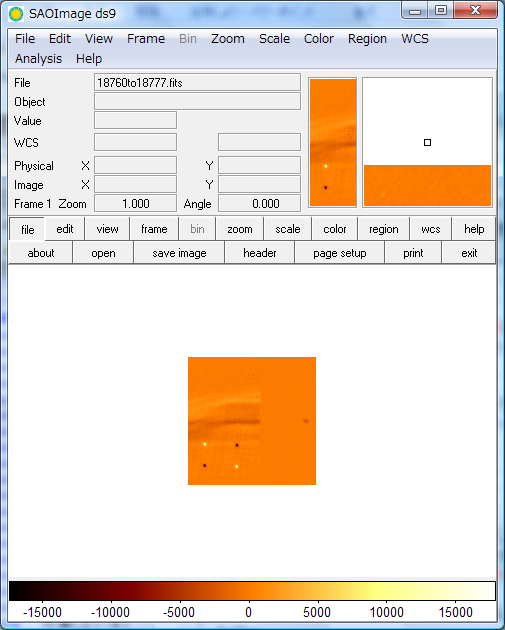 SAOImage ds9
File Edit View Frame Bin Zoom Scale Color Region WCS
Analysis Help
File 18760to18777.fits
Object
Value
WCS
Physical X Y
Image X Y
Frame 1 Zoom 1.000 Angle 0.000
file edit view frame bin zoom scale color region wcs help
about open save image header page setup print exit
-15000 -10000 -5000 0 5000 10000 15000